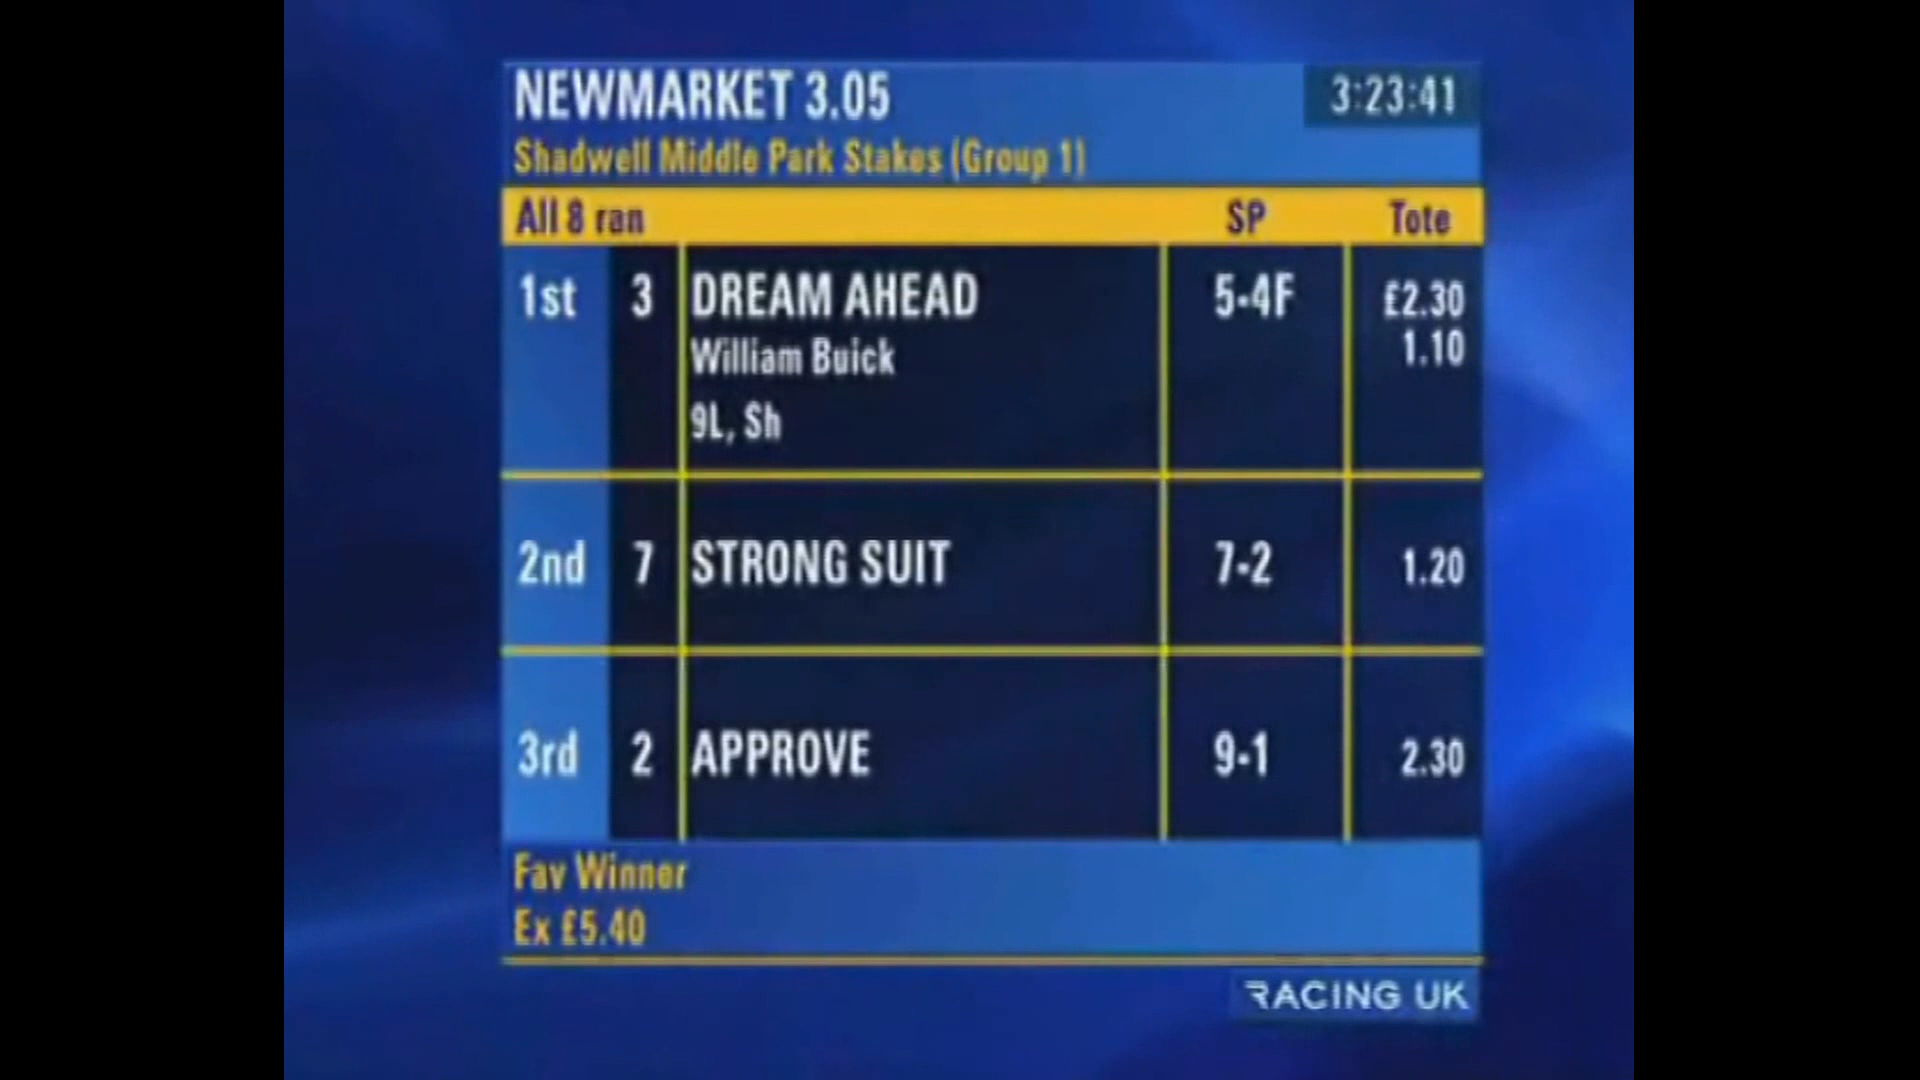 NEWMARKET 3.05 3:23:41
Shadwell Middle Park Stakes (Group 1)
All 8 ran SP Tote
1st 3 DREAM AHEAD 5-4F £2.30
William Buick 1.10
9L, Sh
2nd 7 STRONG SUIT 7-2 1.20
3rd 2 APPROVE 9-1 2.30
Fav Winner
Ex £5.40
RACING UK